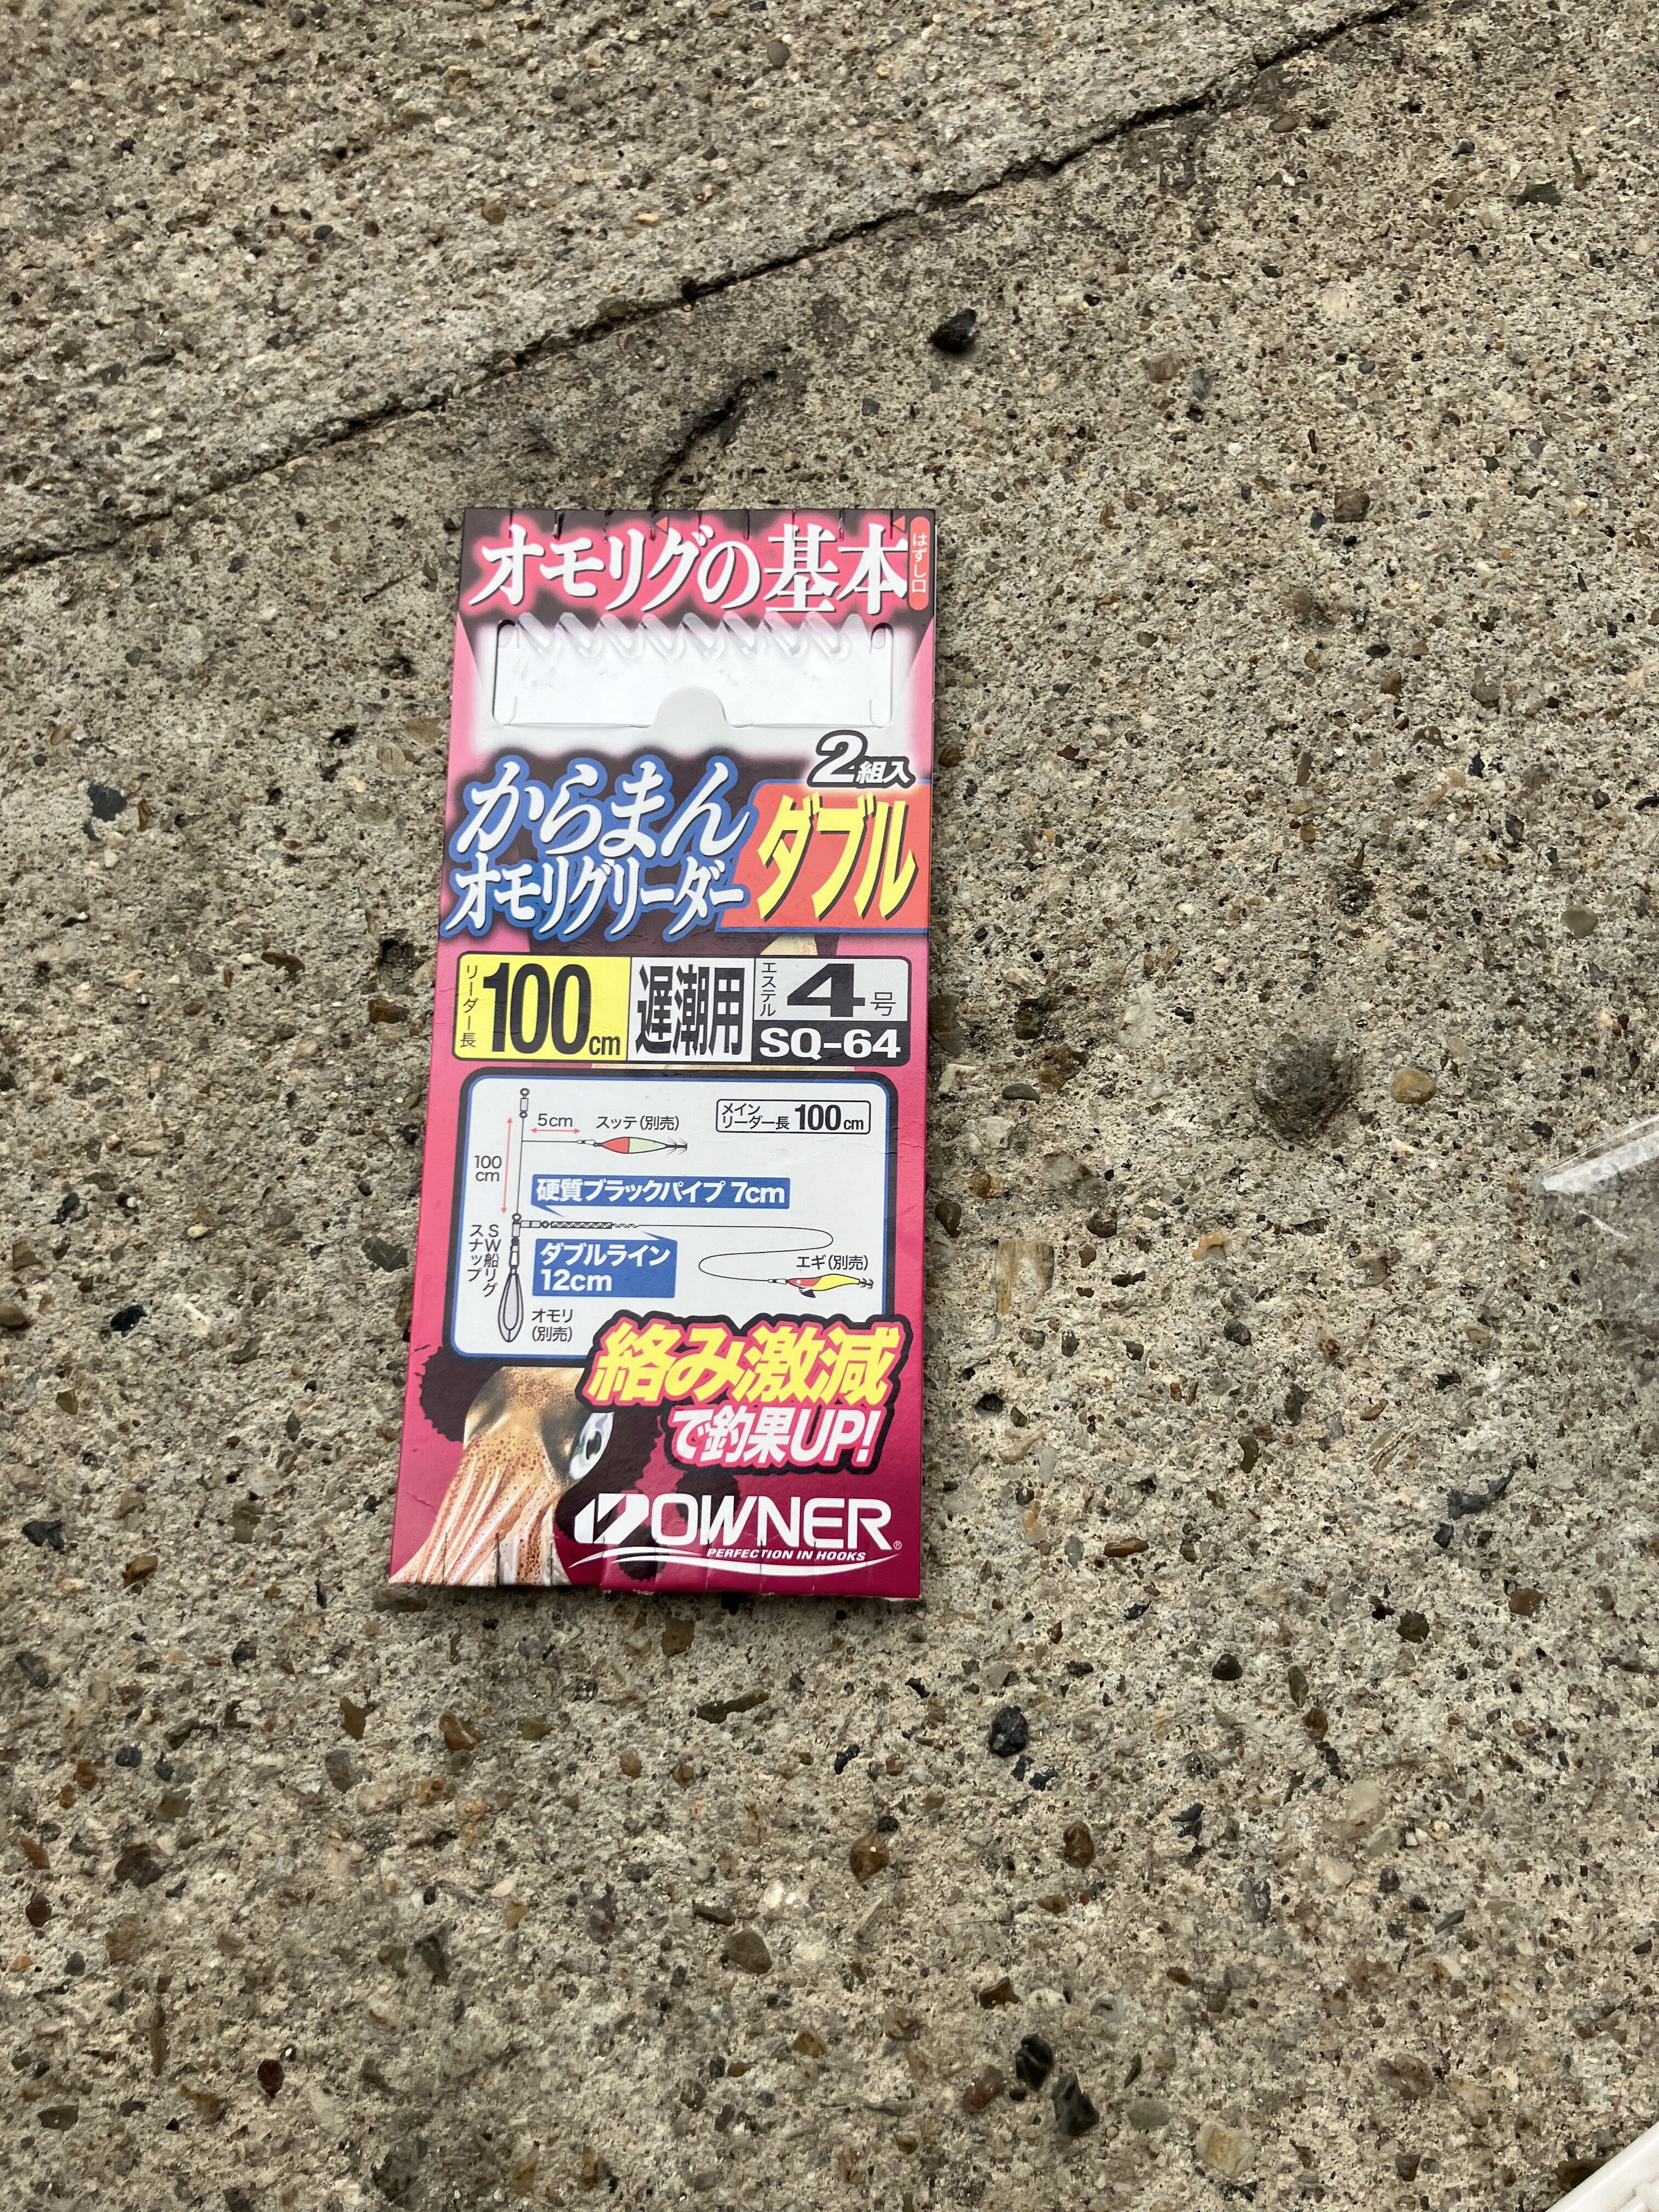 オモリグの基本
はずし口
2組入
からまん
オモリグリーダー
ダブル
リーダー長
100cm
遅潮用
エステル
4号
SQ-64
5cm
スッテ(別売)
メイン
リーダー長 100cm
100
cm
硬質ブラックパイプ 7cm
SW船リグ
スナップ
ダブルライン
12cm
エギ(別売)
オモリ
(別売)
絡み激減
で釣果UP!
OWNER®
PERFECTION IN HOOKS